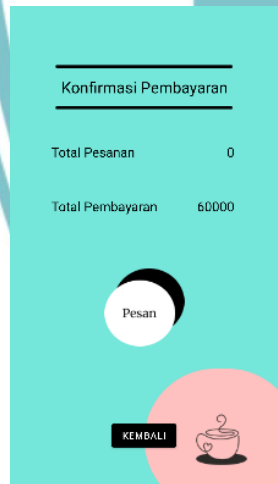 Konfirmasi Pembayaran
Total Pesanan 0
Total Pembayaran 60000
Pesan
KEMBALI